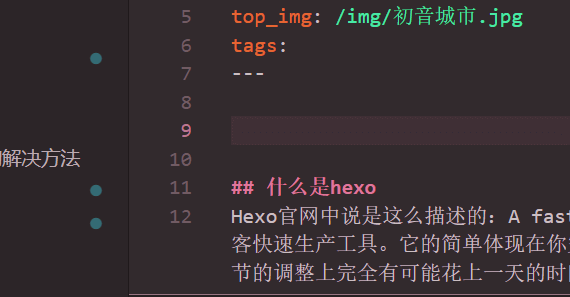 5 top_img: /img/初音城市.jpg
6 tags:
7 ---
8
9
10
的解决方法
11 ## 什么是hexo
12 Hexo官网中说是这么描述的: A fast
客快速生产工具。它的简单体现在你
节的调整上完全有可能花上一天的时